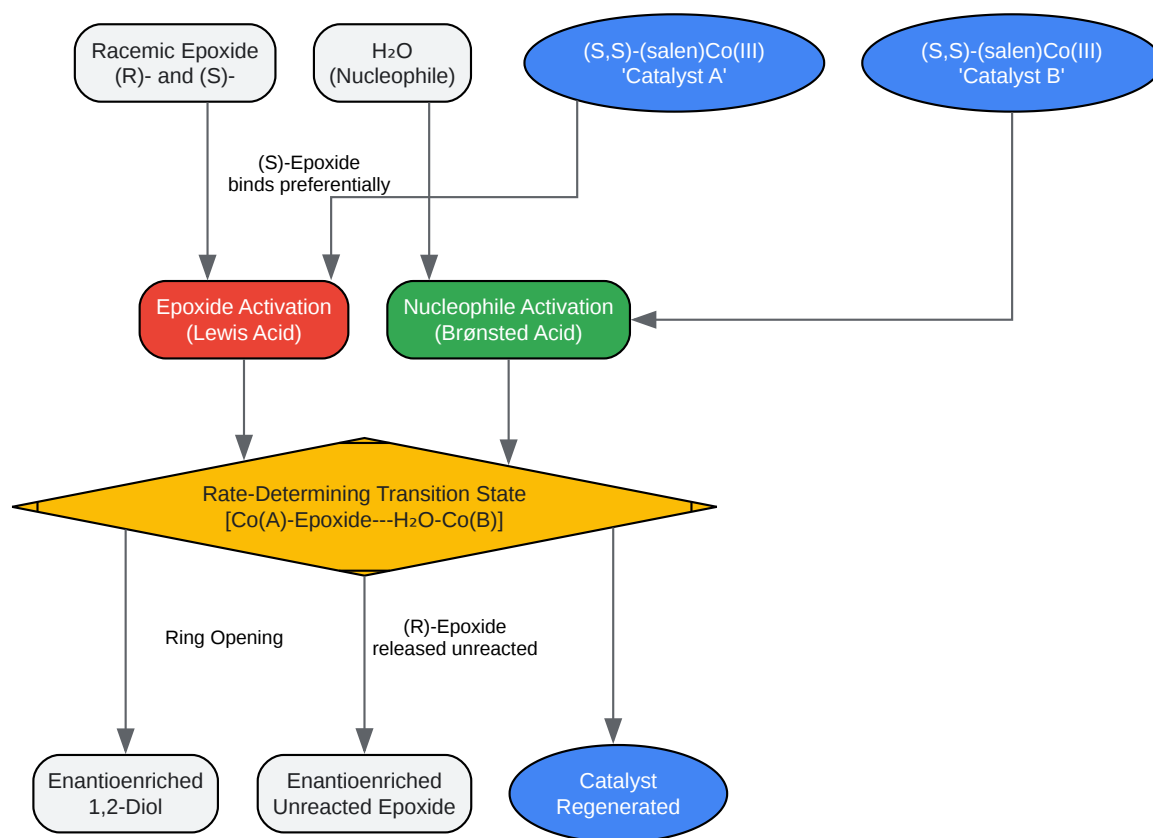 Racemic Epoxide
(R)- and (S)-
H₂O
(Nucleophile)
(S,S)-(salen)Co(III)
'Catalyst A'
(S,S)-(salen)Co(III)
'Catalyst B'
(S)-Epoxide
binds preferentially
Epoxide Activation
(Lewis Acid)
Nucleophile Activation
(Brønsted Acid)
Rate-Determining Transition State
[Co(A)-Epoxide---H₂O-Co(B)]
Ring Opening
(R)-Epoxide
released unreacted
Enantioenriched
1,2-Diol
Enantioenriched
Unreacted Epoxide
Catalyst
Regenerated